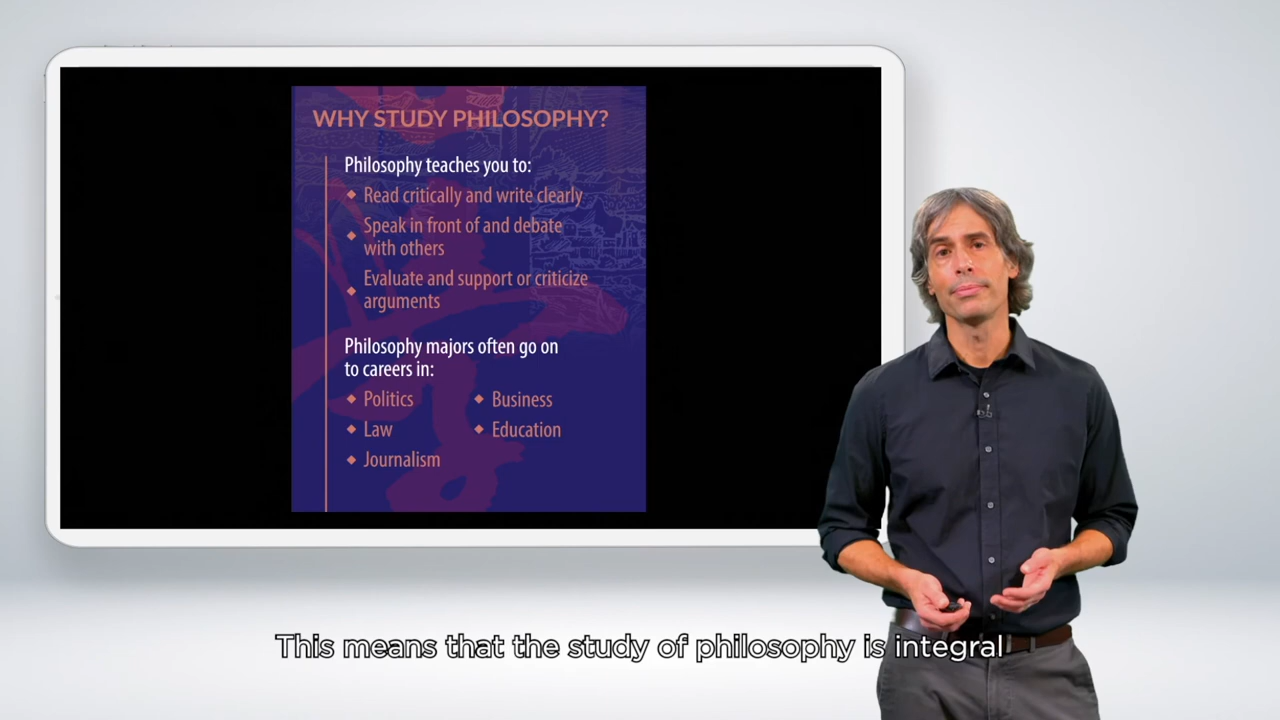 WHY STUDY PHILOSOPHY?
Philosophy teaches you to:
◆ Read critically and write clearly
◆ Speak in front of and debate
with others
◆ Evaluate and support or criticize
arguments
Philosophy majors often go on
to careers in:
◆ Politics ◆ Business
◆ Law ◆ Education
◆ Journalism
This means that the study of philosophy is integral